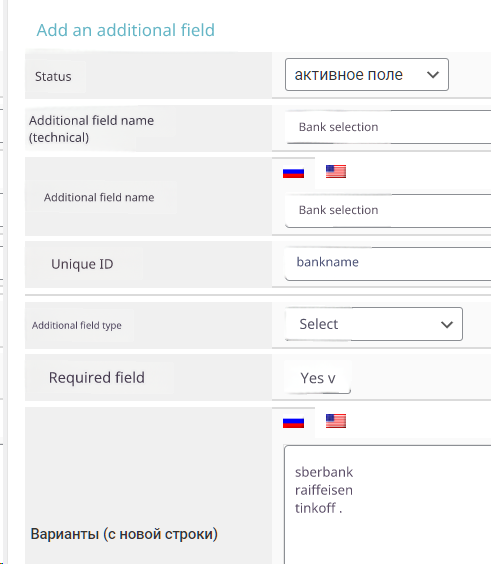 Add an additional field
Status
активное поле
Additional field name
(technical)
Bank selection
Additional field name
Bank selection
Unique ID
bankname
Additional field type
Select
Required field
Yes v
Варианты (с новой строки)
sberbank
raiffeisen
tinkoff .